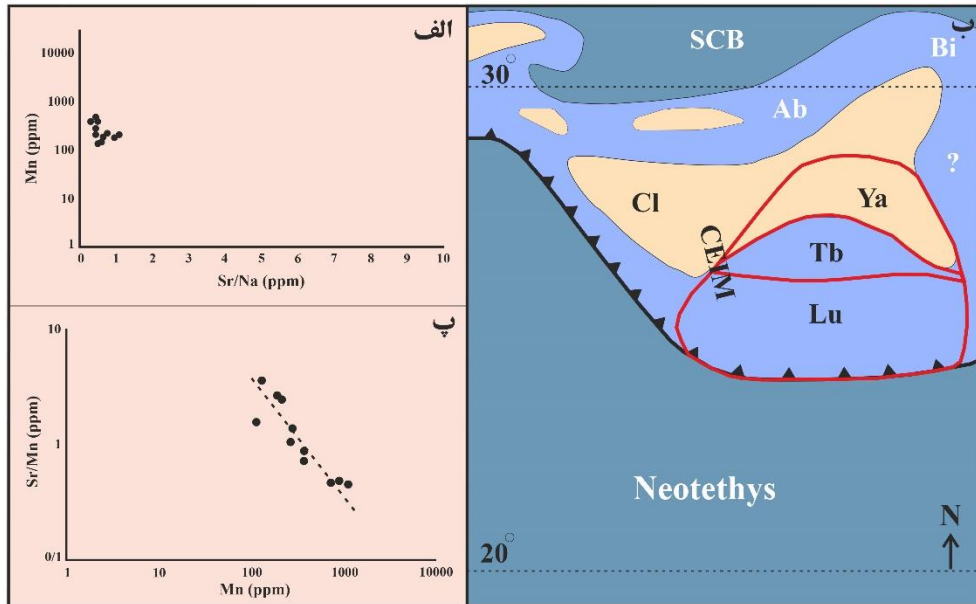 الف
10000
1000
100
10
1
Mn (ppm)
0 1 2 3 4 5 6 7 8 9 10
Sr/Na (ppm)
پ
10
1
0/1
Sr/Mn (ppm)
1 10 100 1000 10000
Mn (ppm)
ب
SCB
Bi
30°
Ab
?
Cl
Ya
CEIM
Tb
Lu
Neotethys
N
20°